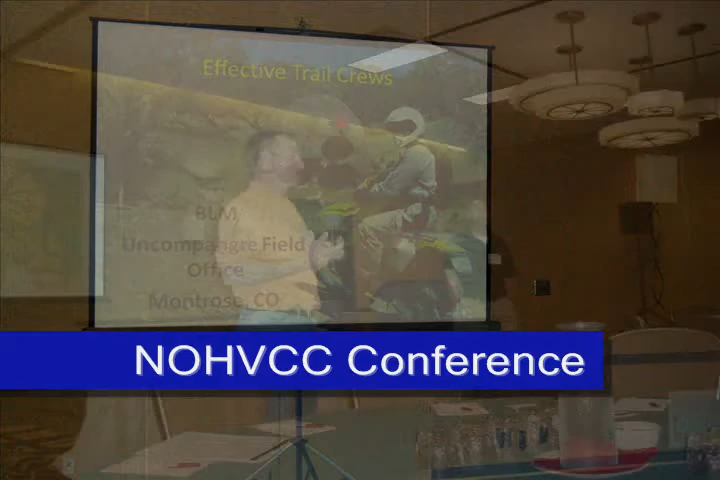 Effective Trail Crews
BLM
Uncompahgre Field
Office
Montrose, CO
NOHVCC Conference